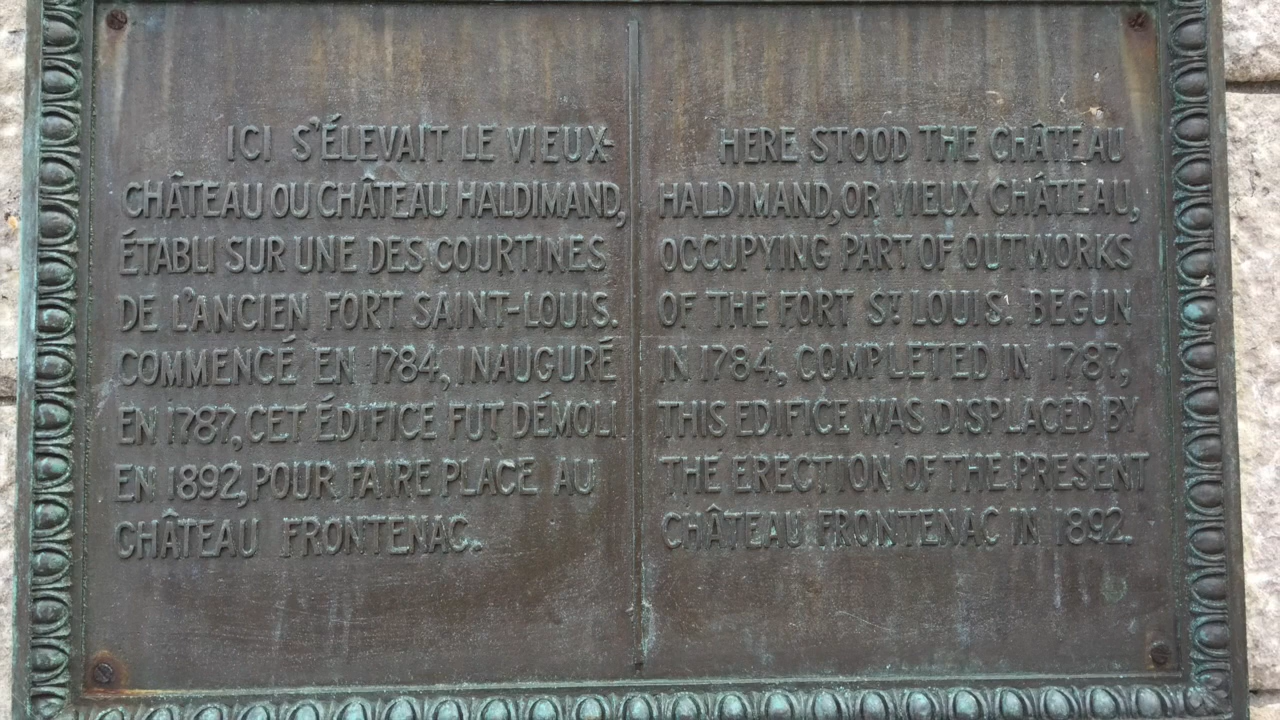 ICI S'ÉLEVAIT LE VIEUX-
CHÂTEAU OU CHÂTEAU HALDIMAND,
ÉTABLI SUR UNE DES COURTINES
DE L'ANCIEN FORT SAINT-LOUIS.
COMMENCÉ EN 1784, INAUGURÉ
EN 1787, CET ÉDIFICE FUT DÉMOLI
EN 1892, POUR FAIRE PLACE AU
CHÂTEAU FRONTENAC.
HERE STOOD THE CHÂTEAU
HALDIMAND, OR VIEUX CHÂTEAU,
OCCUPYING PART OF OUTWORKS
OF THE FORT ST. LOUIS. BEGUN
IN 1784, COMPLETED IN 1787,
THIS EDIFICE WAS DISPLACED BY
THE ERECTION OF THE PRESENT
CHÂTEAU FRONTENAC IN 1892.